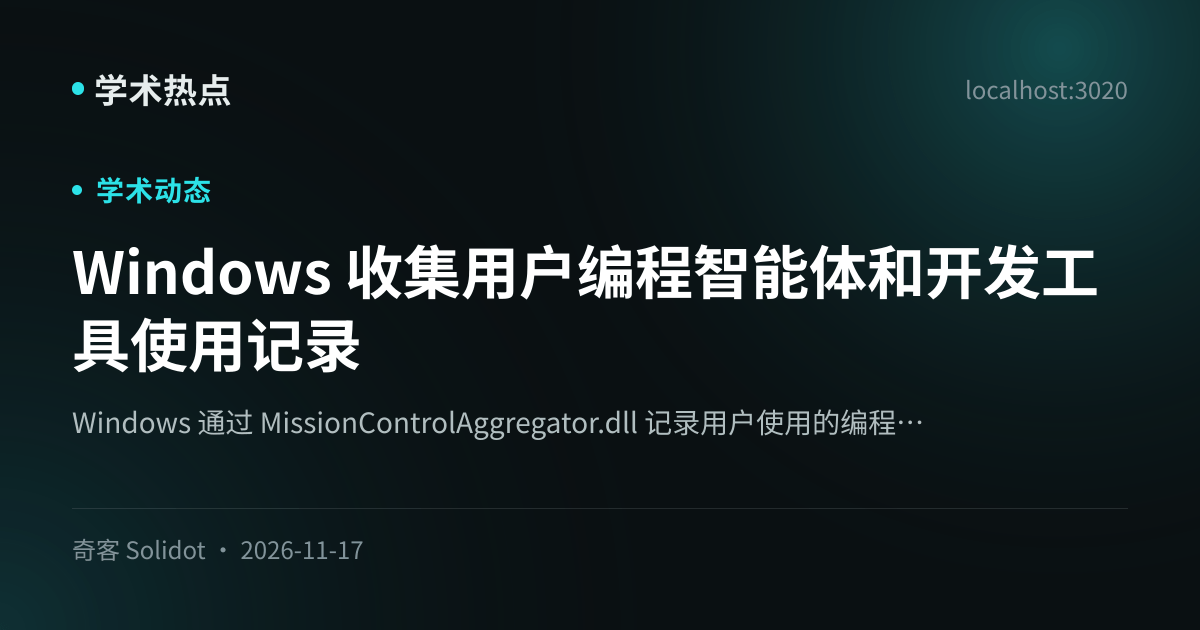 学术热点
localhost:3020
学术动态
Windows 收集用户编程智能体和开发工
具使用记录
Windows 通过 MissionControlAggregator.dll 记录用户使用的编程…
奇客 Solidot · 2026-11-17